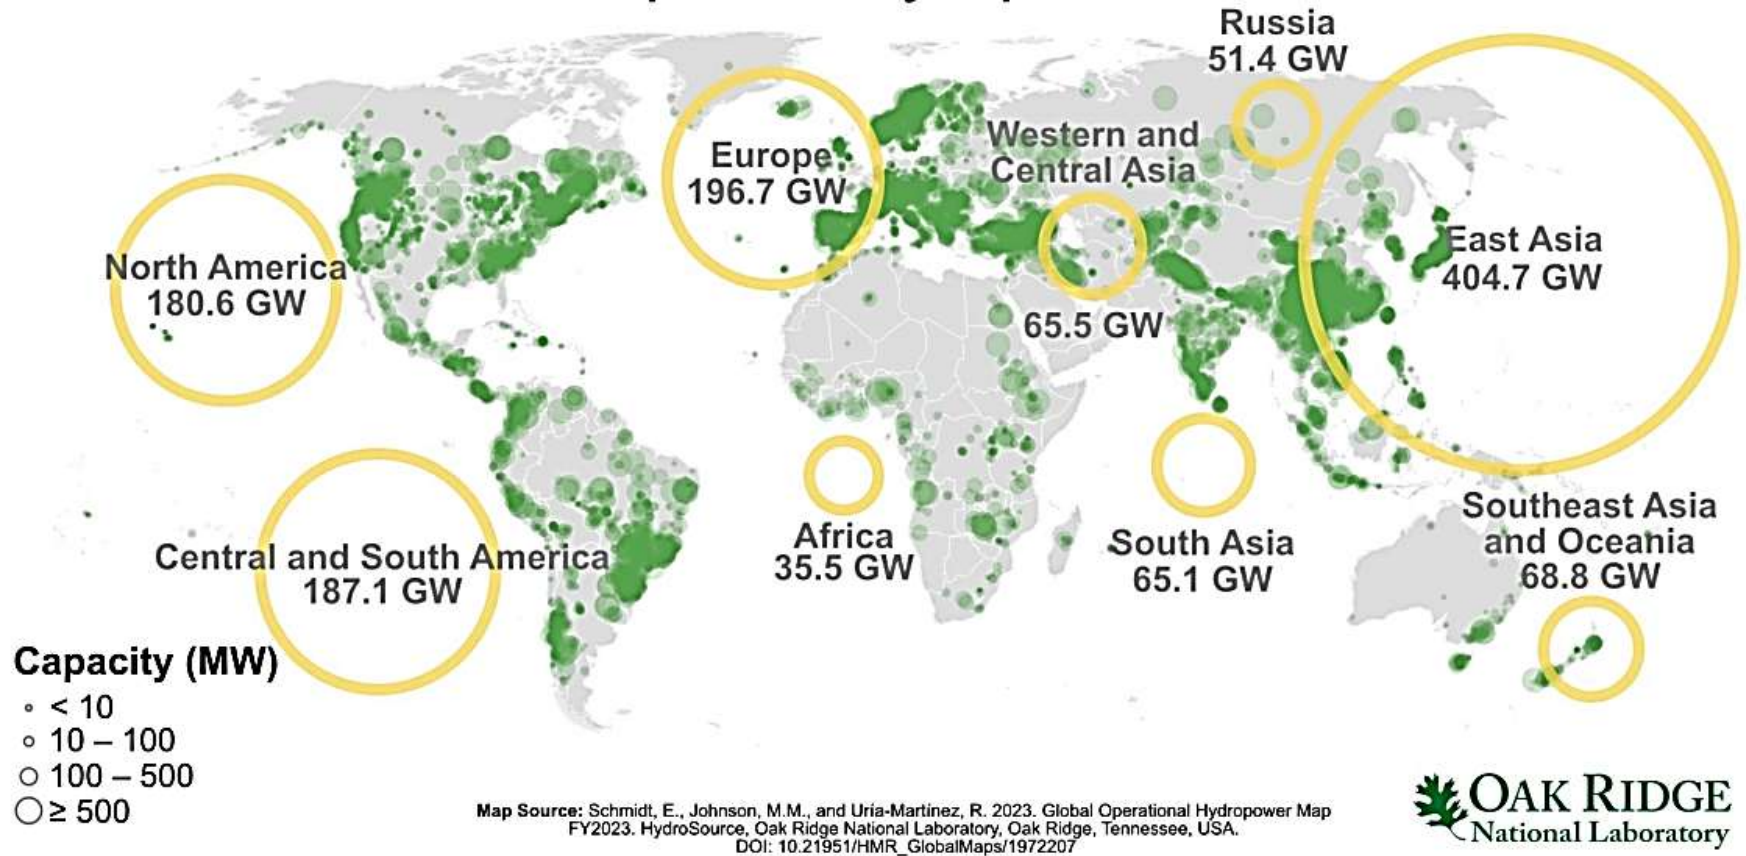 Russia
51.4 GW
Europe
196.7 GW
Western and
Central Asia
65.5 GW
North America
180.6 GW
East Asia
404.7 GW
Central and South America
187.1 GW
Africa
35.5 GW
South Asia
65.1 GW
Southeast Asia
and Oceania
68.8 GW
Capacity (MW)
< 10
10 – 100
100 – 500
≥ 500
Map Source: Schmidt, E., Johnson, M.M., and Uría-Martínez, R. 2023. Global Operational Hydropower Map
FY2023. HydroSource, Oak Ridge National Laboratory, Oak Ridge, Tennessee, USA.
DOI: 10.21951/HMR_GlobalMaps/1972207
OAK RIDGE
National Laboratory